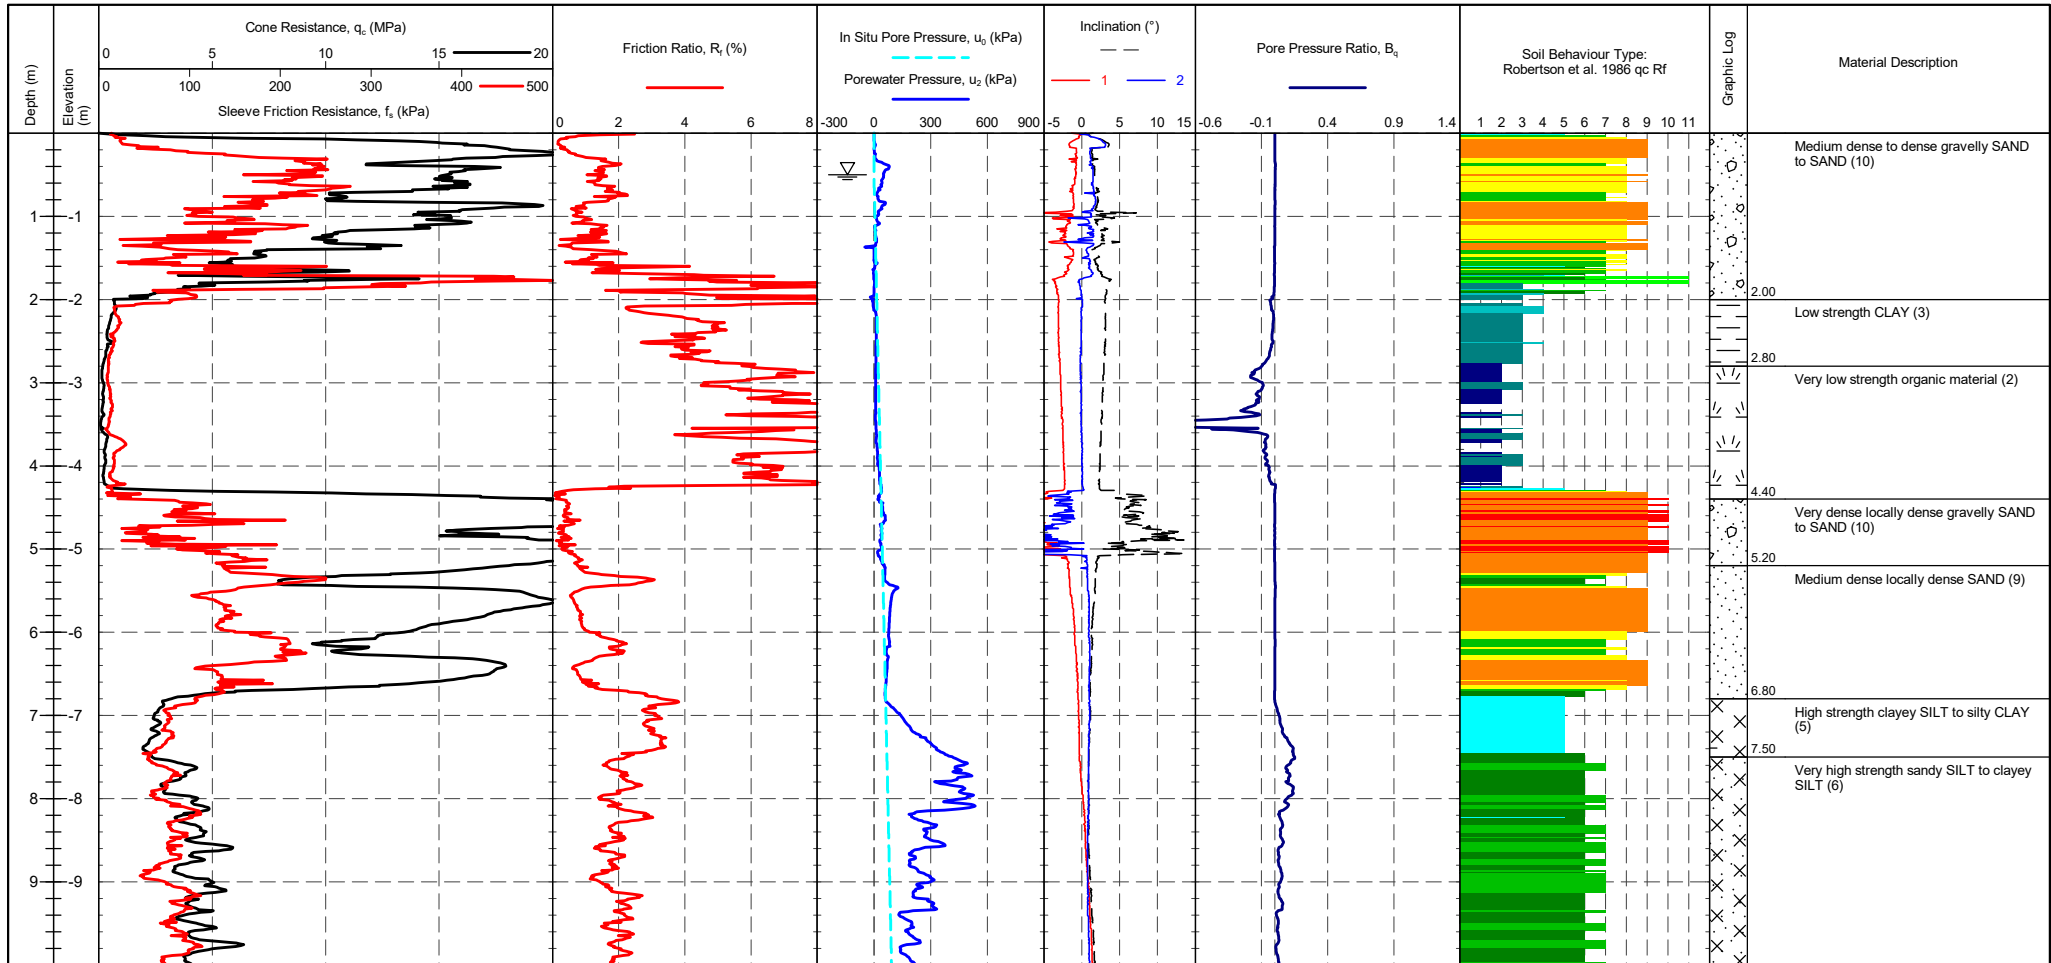 Depth (m)
Elevation (m)
Cone Resistance, qc (MPa)
0 5 10 15 20
0 100 200 300 400 500
Sleeve Friction Resistance, fs (kPa)
Friction Ratio, Rf (%)
2 4 6 8
In Situ Pore Pressure, u0 (kPa)
Porewater Pressure, u2 (kPa)
-300 0 300 600 900
Inclination (°)
1 2
-5 0 5 10 15
Pore Pressure Ratio, Bq
-0.6 -0.1 0.4 0.9 1.4
Soil Behaviour Type:
Robertson et al. 1986 qc Rf
1 2 3 4 5 6 7 8 9 10 11
Graphic Log
Material Description
Medium dense to dense gravelly SAND
to SAND (10)
1 -1
2.00
2 -2
Low strength CLAY (3)
2.80
Very low strength organic material (2)
3 -3
4 -4
4.40
Very dense locally dense gravelly SAND
to SAND (10)
5 -5
5.20
Medium dense locally dense SAND (9)
6 -6
6.80
High strength clayey SILT to silty CLAY
(5)
7 -7
7.50
Very high strength sandy SILT to clayey
SILT (6)
8 -8
9 -9